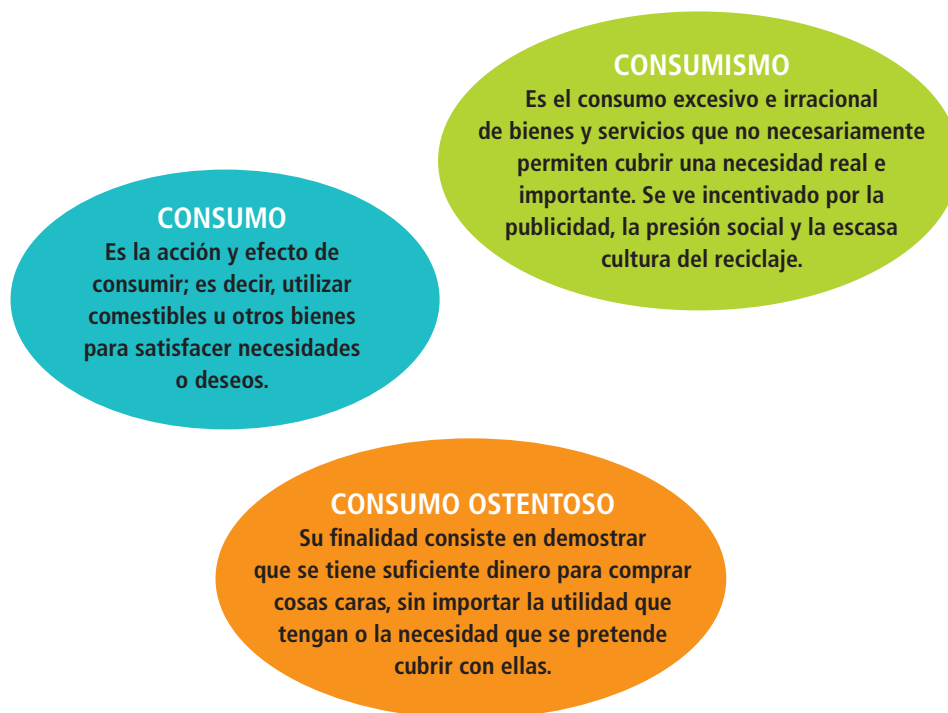 CONSUMISMO
Es el consumo excesivo e irracional
de bienes y servicios que no necesariamente
permiten cubrir una necesidad real e
importante. Se ve incentivado por la
publicidad, la presión social y la escasa
cultura del reciclaje.
CONSUMO
Es la acción y efecto de
consumir; es decir, utilizar
comestibles u otros bienes
para satisfacer necesidades
o deseos.
CONSUMO OSTENTOSO
Su finalidad consiste en demostrar
que se tiene suficiente dinero para comprar
cosas caras, sin importar la utilidad que
tengan o la necesidad que se pretende
cubrir con ellas.